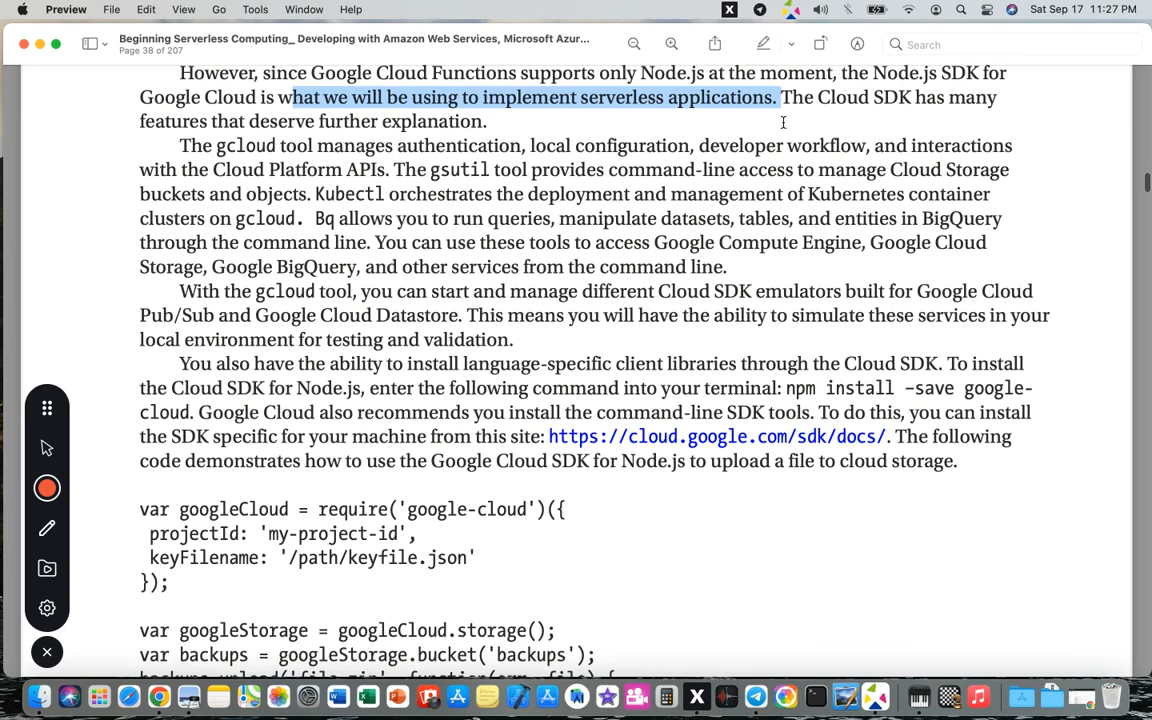 Preview File Edit View Go Tools Window Help Sat Sep 17 11:27 PM
Beginning Serverless Computing_ Developing with Amazon Web Services, Microsoft Azur...
Page 38 of 207
Search
However, since Google Cloud Functions supports only Node.js at the moment, the Node.js SDK for
Google Cloud is what we will be using to implement serverless applications. The Cloud SDK has many
features that deserve further explanation.
The gcloud tool manages authentication, local configuration, developer workflow, and interactions
with the Cloud Platform APIs. The gsutil tool provides command-line access to manage Cloud Storage
buckets and objects. Kubectl orchestrates the deployment and management of Kubernetes container
clusters on gcloud. Bq allows you to run queries, manipulate datasets, tables, and entities in BigQuery
through the command line. You can use these tools to access Google Compute Engine, Google Cloud
Storage, Google BigQuery, and other services from the command line.
With the gcloud tool, you can start and manage different Cloud SDK emulators built for Google Cloud
Pub/Sub and Google Cloud Datastore. This means you will have the ability to simulate these services in your
local environment for testing and validation.
You also have the ability to install language-specific client libraries through the Cloud SDK. To install
the Cloud SDK for Node.js, enter the following command into your terminal: npm install –save google-
cloud. Google Cloud also recommends you install the command-line SDK tools. To do this, you can install
the SDK specific for your machine from this site: https://cloud.google.com/sdk/docs/. The following
code demonstrates how to use the Google Cloud SDK for Node.js to upload a file to cloud storage.
var googleCloud = require('google-cloud')({
projectId: 'my-project-id',
keyFilename: '/path/keyfile.json'
});
var googleStorage = googleCloud.storage();
var backups = googleStorage.bucket('backups');